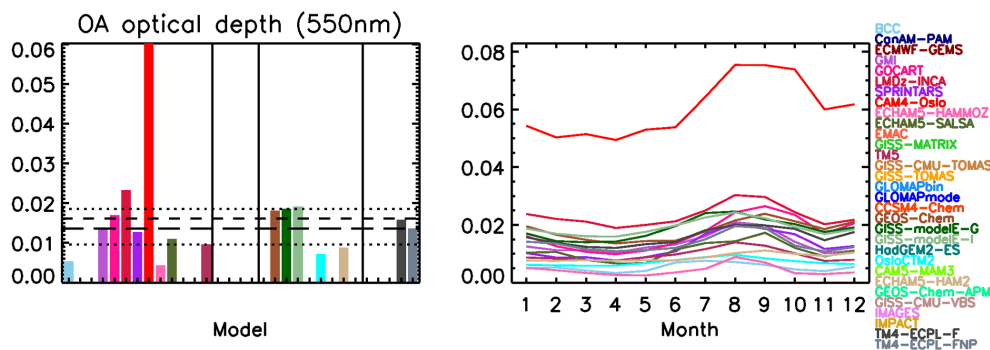 OA optical depth (550nm)
0.06
0.05
0.04
0.03
0.02
0.01
0.00
Model
0.08
0.06
0.04
0.02
0.00
1 2 3 4 5 6 7 8 9 10 11 12
Month
BCC
CanAM-PAM
ECMWF-GEMS
GMI
GOCART
LMDz-INCA
SPRINTARS
CAM4-Oslo
ECHAM5-HAMMOZ
ECHAM5-SALSA
EMAC
GISS-MATRIX
TM5
GISS-CMU-TOMAS
GISS-TOMAS
GLOMAPbin
GLOMAPmode
CCSM4-Chem
GEOS-Chem
GISS-modelE-G
GISS-modelE-I
HadGEM2-ES
OsloCTM2
CAM5-MAM3
ECHAM5-HAM2
GEOS-Chem-APM
GISS-CMU-VBS
IMAGES
IMPACT
TM4-ECPL-F
TM4-ECPL-FNP